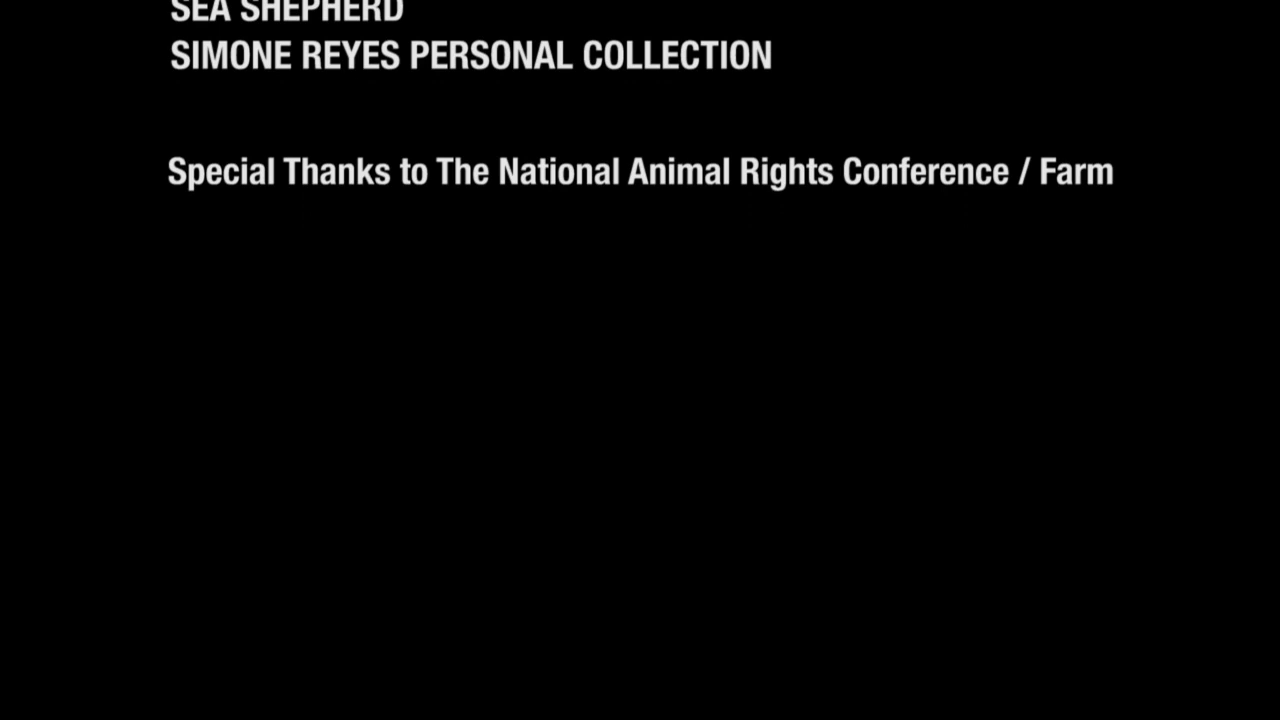 SEA SHEPHERD
SIMONE REYES PERSONAL COLLECTION
Special Thanks to The National Animal Rights Conference / Farm